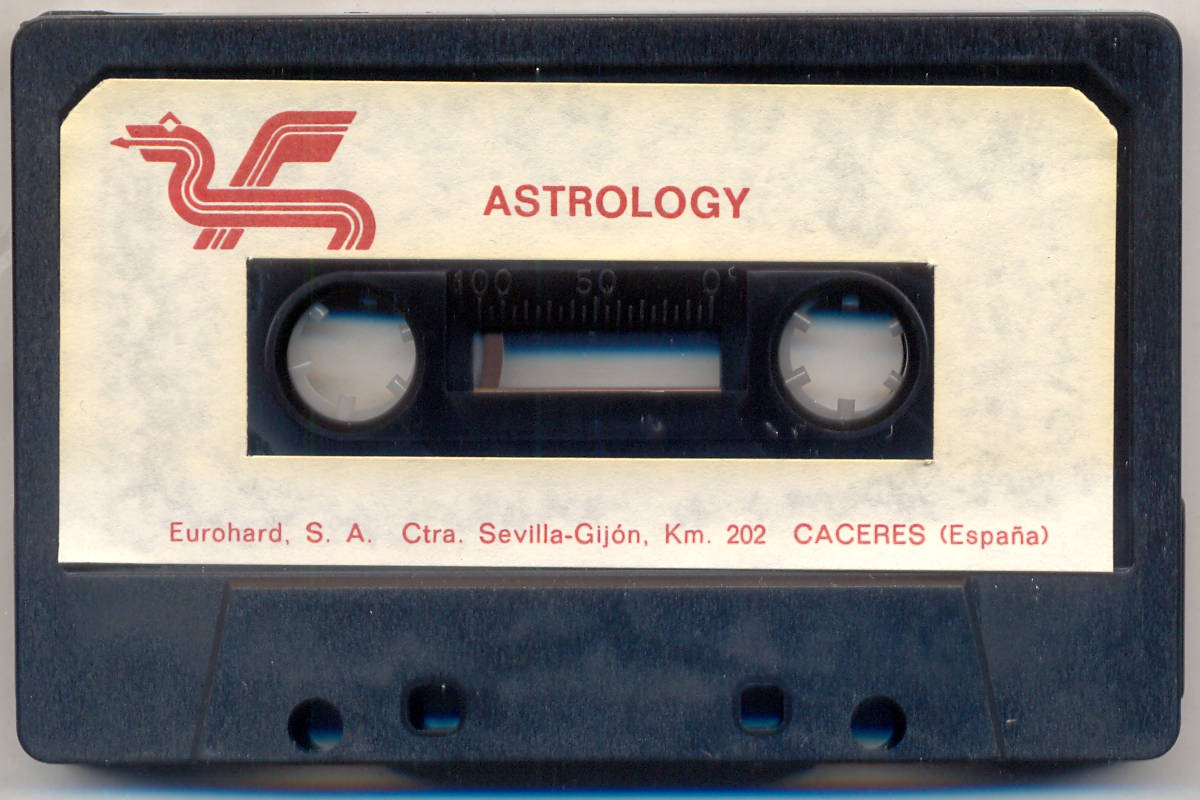 ASTROLOGY
100 50 0
Eurohard, S. A. Ctra. Sevilla-Gijón, Km. 202 CACERES (España)